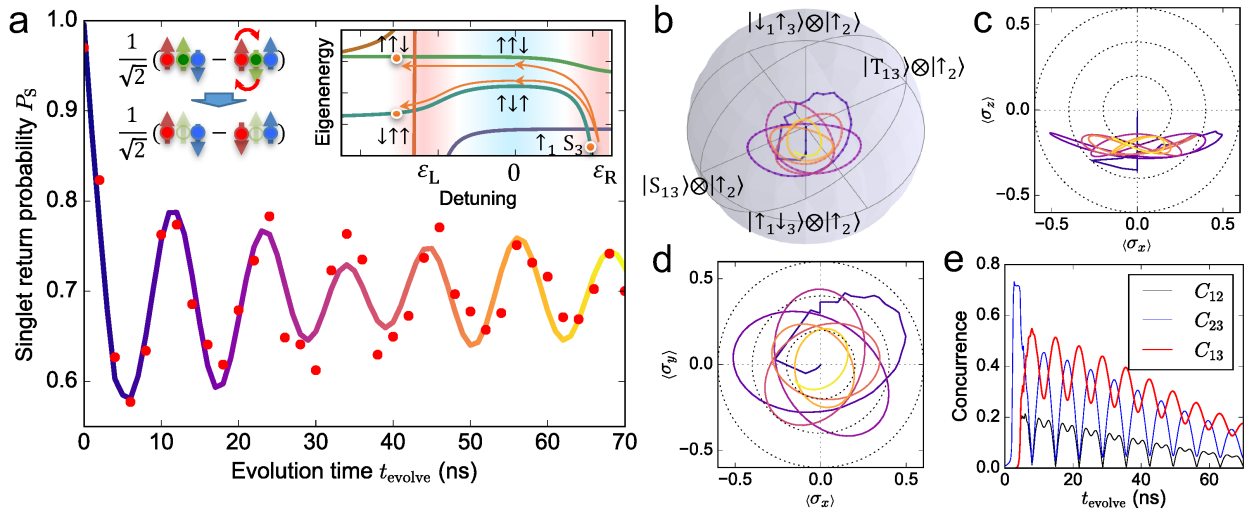 a
1
√2
(
−
)
1
√2
(
−
)
Singlet return probability P_S
1.0
0.9
0.8
0.7
0.6
0 10 20 30 40 50 60 70
Evolution time t_evolve (ns)
Eigenenergy
↑↑↓
↑↑↓
↑↓↑
↓↑↑
↑₁ S₃
ε_L 0 ε_R
Detuning
b
|↓₁↑₃⟩⊗|↑₂⟩
|T₁₃⟩⊗|↑₂⟩
|S₁₃⟩⊗|↑₂⟩
|↑₁↓₃⟩⊗|↑₂⟩
c
⟨σ_z⟩
0.5
0.0
−0.5
−0.5 0.0 0.5
⟨σ_x⟩
d
⟨σ_y⟩
0.5
0.0
−0.5
−0.5 0.0 0.5
⟨σ_x⟩
e
Concurrence
0.8
0.6
0.4
0.2
0.0
0 10 20 30 40 50 60
t_evolve (ns)
C₁₂
C₂₃
C₁₃